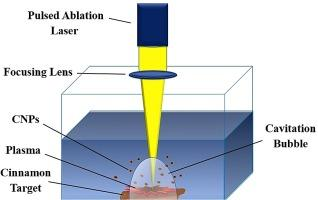 Pulsed Ablation
Laser
Focusing Lens
CNPs
Plasma
Cinnamon
Target
Cavitation
Bubble